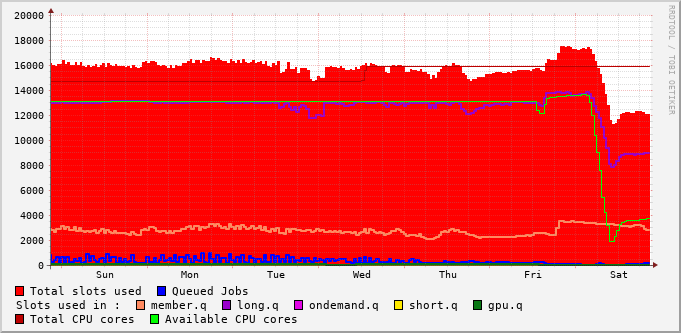 20000
18000
16000
14000
12000
10000
8000
6000
4000
2000
0
Sun Mon Tue Wed Thu Fri Sat
RRDTOOL / TOBI OETIKER
Total slots used Queued Jobs
Slots used in : member.q long.q ondemand.q short.q gpu.q
Total CPU cores Available CPU cores